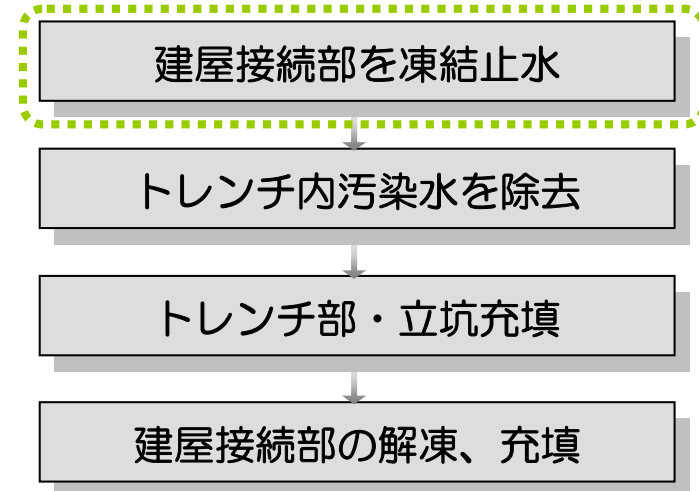 建屋接続部を凍結止水
トレンチ内汚染水を除去
トレンチ部・立坑充填
建屋接続部の解凍、充填